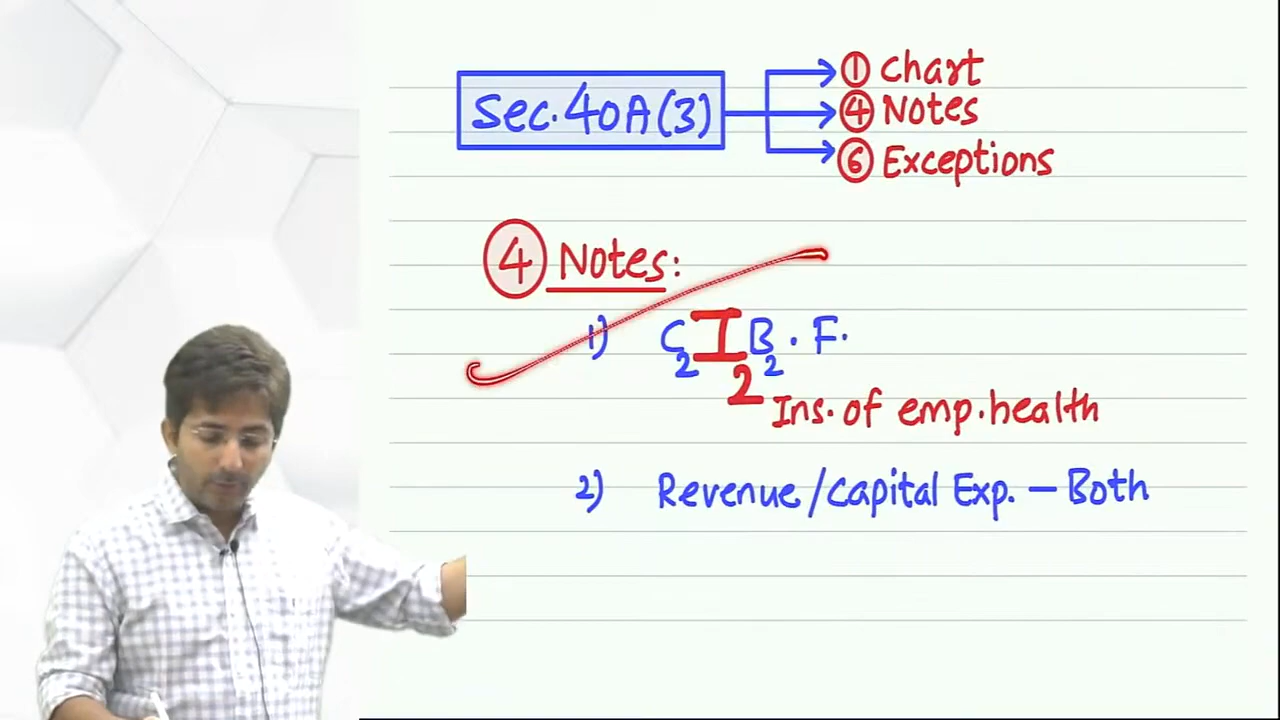 Sec. 40A(3)
① Chart
④ Notes
⑥ Exceptions
④ Notes:
1) C2 I2 B2. F.
Ins. of emp. health
2) Revenue/Capital Exp. — Both